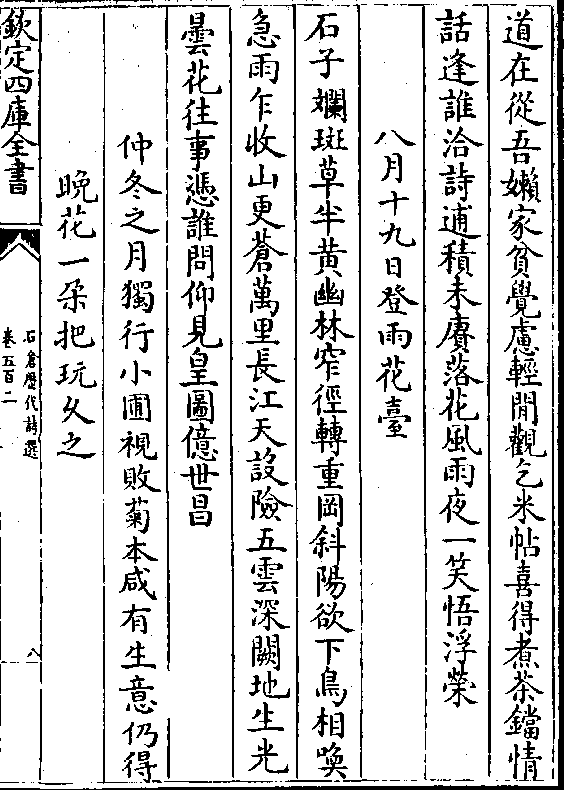 道在從吾嬾家貧覺慮輕閒觀乞米帖喜得煮茶鐺情
話逢誰洽詩逋積未賡落花風雨夜一笑悟浮榮
八月十九日登雨花臺
石子斕斑草半黄幽林窄徑轉重岡斜陽欲下鳥相喚
急雨乍收山更蒼萬里長江天設險五雲深闕地生光
曇花往事憑誰問仰見皇圖億世昌
仲冬之月獨行小圃視敗菊本咸有生意仍得
晚花一朶把玩久之
欽定四庫全書
石倉歷代詩選
卷五百二
八